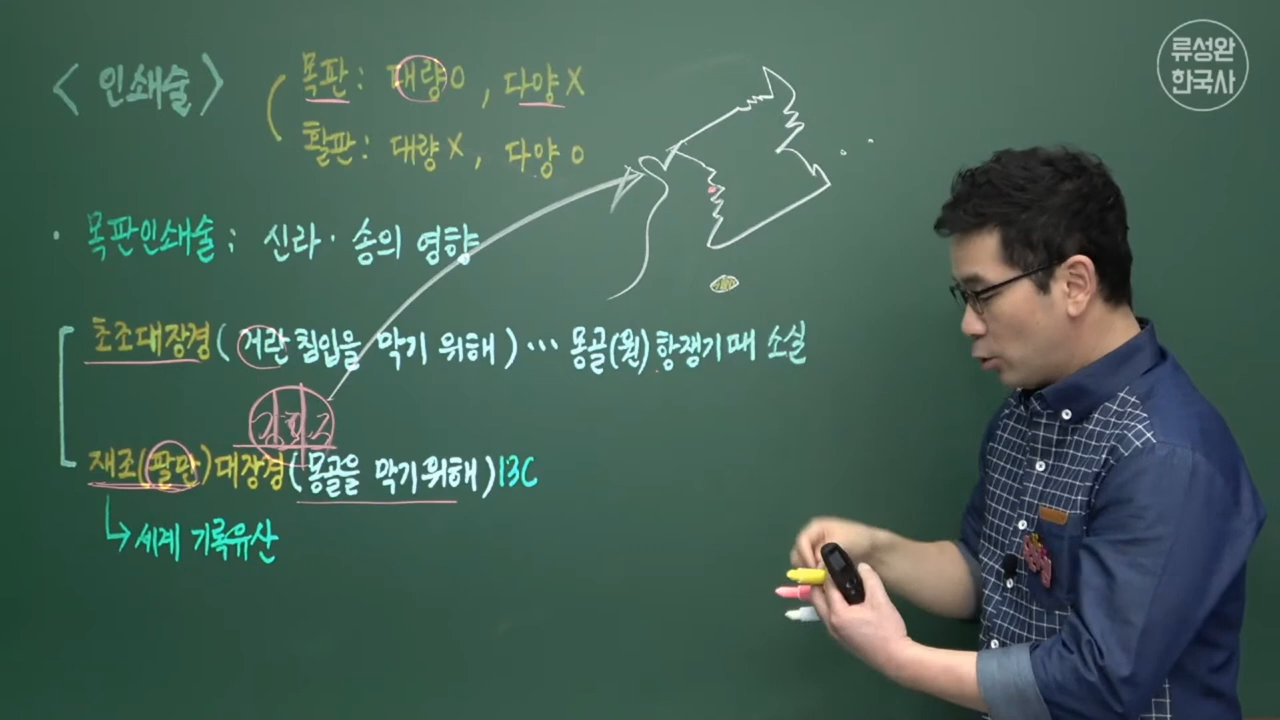 류성완
한국사
< 인쇄술 >
목판 : 대량O , 다양X
활판 : 대량X , 다양O
· 목판인쇄술 : 신라 · 송의 영향
초조대장경 ( 거란 침입을 막기 위해 ) … 몽골(원) 항쟁기 때 소실
재조(팔만)대장경 ( 몽골을 막기 위해 ) 13C
↳ 세계 기록유산